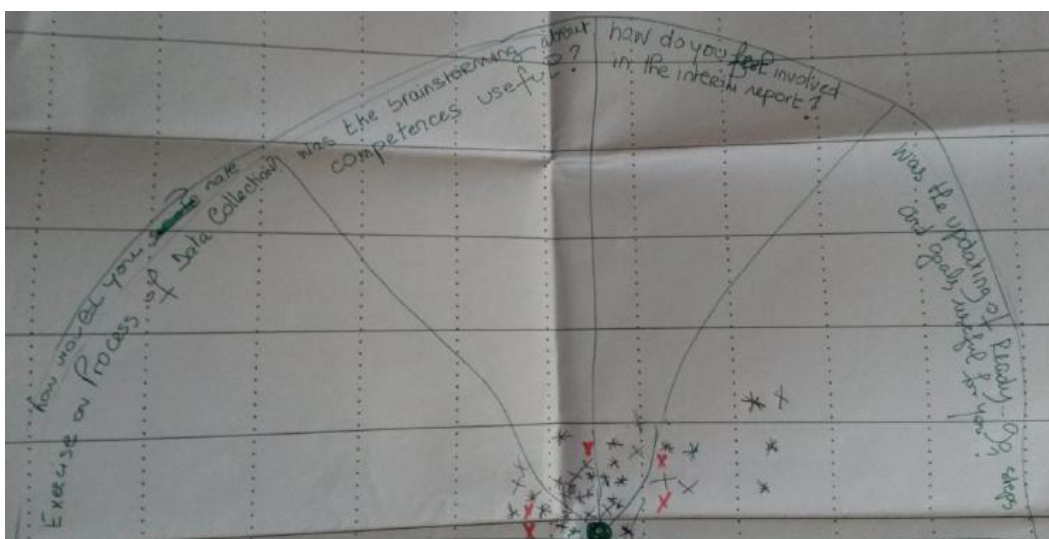 how would you rate
Exercise on Process of Data Collection?
was the brainstorming about
competences useful?
how do you feel involved
in the interim report?
was the updating of Ready-Go steps
and goals useful for you?